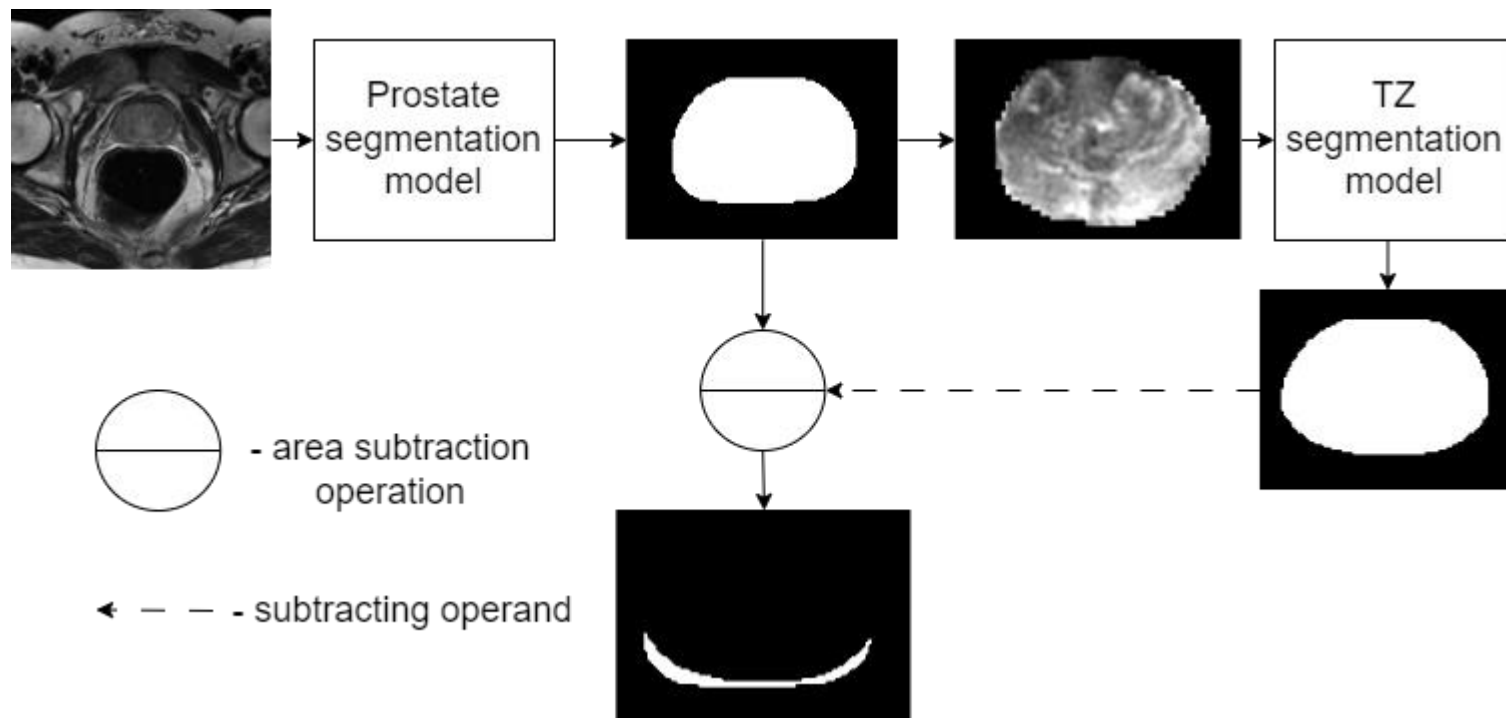 Prostate
segmentation
model
TZ
segmentation
model
- area subtraction
operation
- subtracting operand